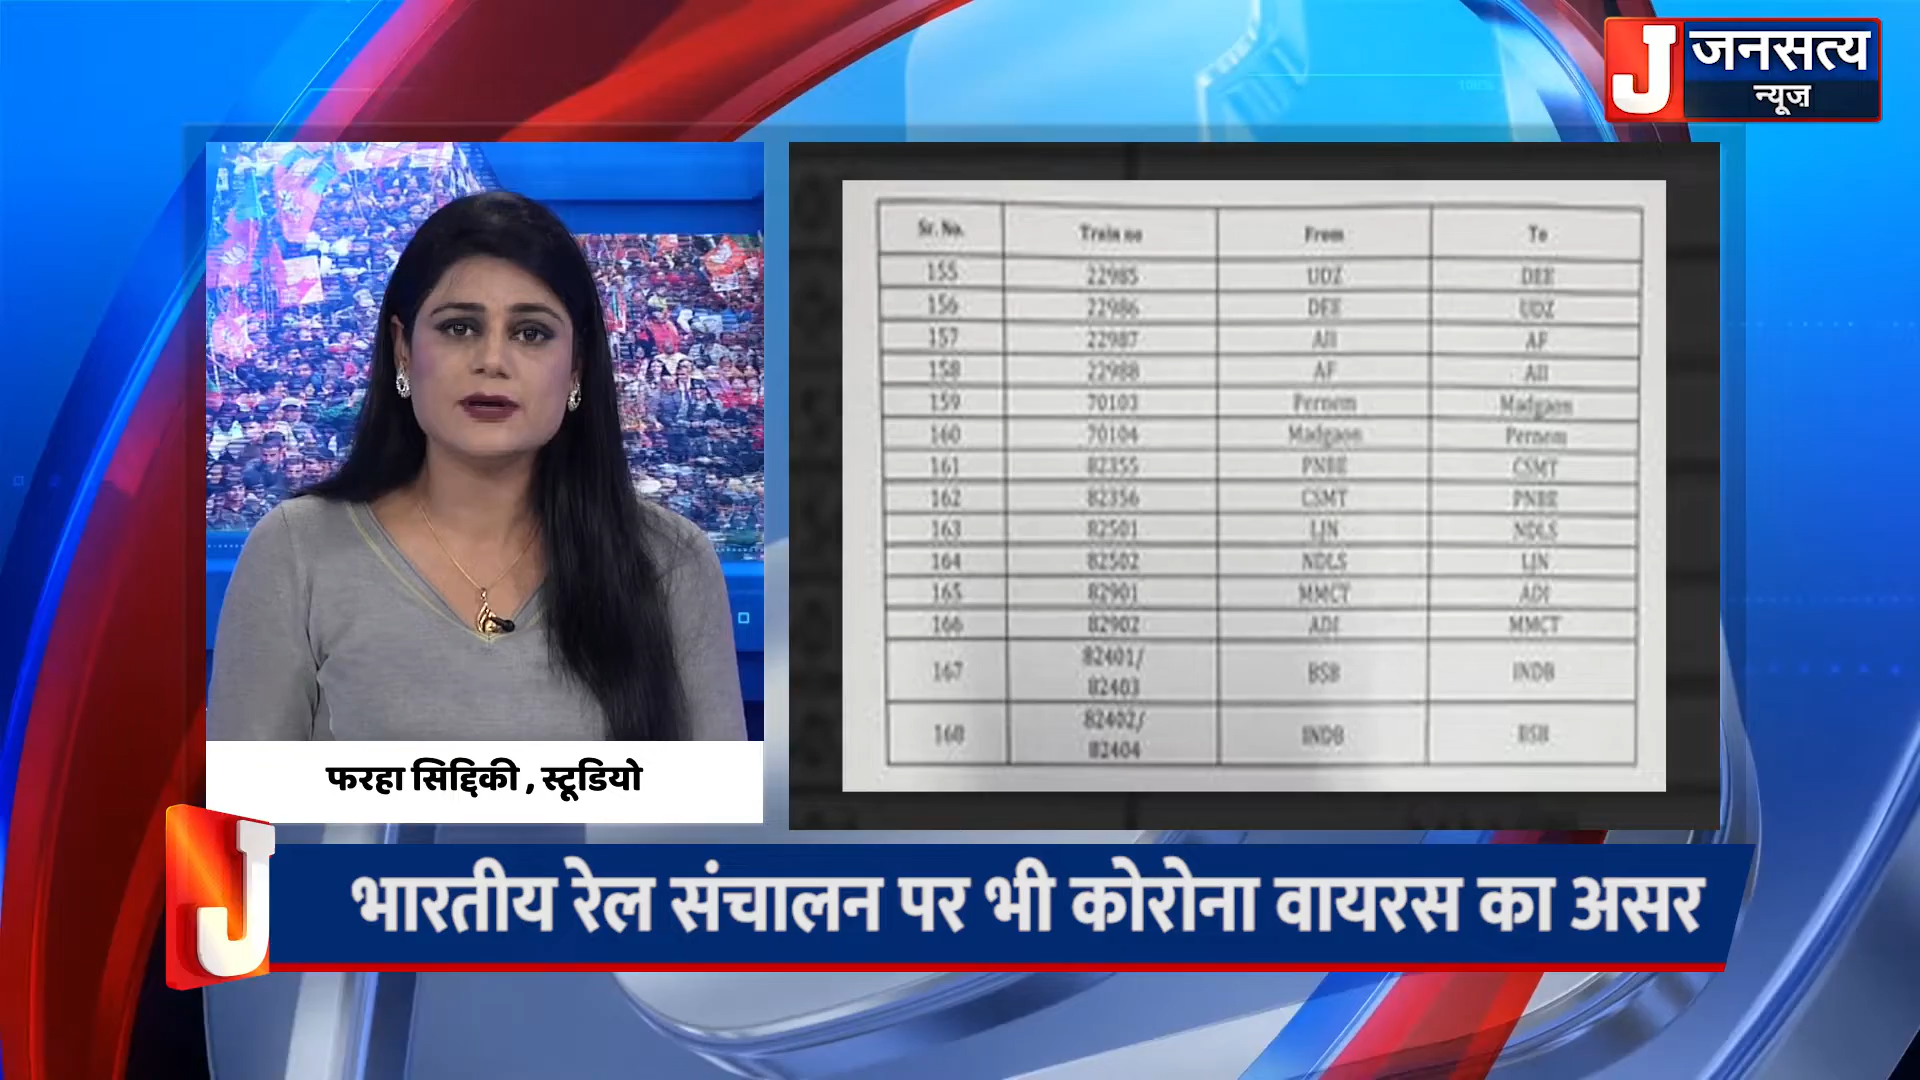 J जनसत्य
न्यूज़
Sr. No. Train no From To
155 22985 UDZ DEE
156 22986 DEE UDZ
157 22987 AII AF
158 22988 AF AII
159 70103 Pernem Madgaon
160 70104 Madgaon Pernem
161 82355 PNBE CSMT
162 82356 CSMT PNBE
163 82501 LJN NDLS
164 82502 NDLS LJN
165 82901 MMCT ADI
166 82902 ADI MMCT
167 82401/ BSB INDB
82403
168 82402/ INDB BSB
82404
फरहा सिद्दिकी , स्टूडियो
J भारतीय रेल संचालन पर भी कोरोना वायरस का असर